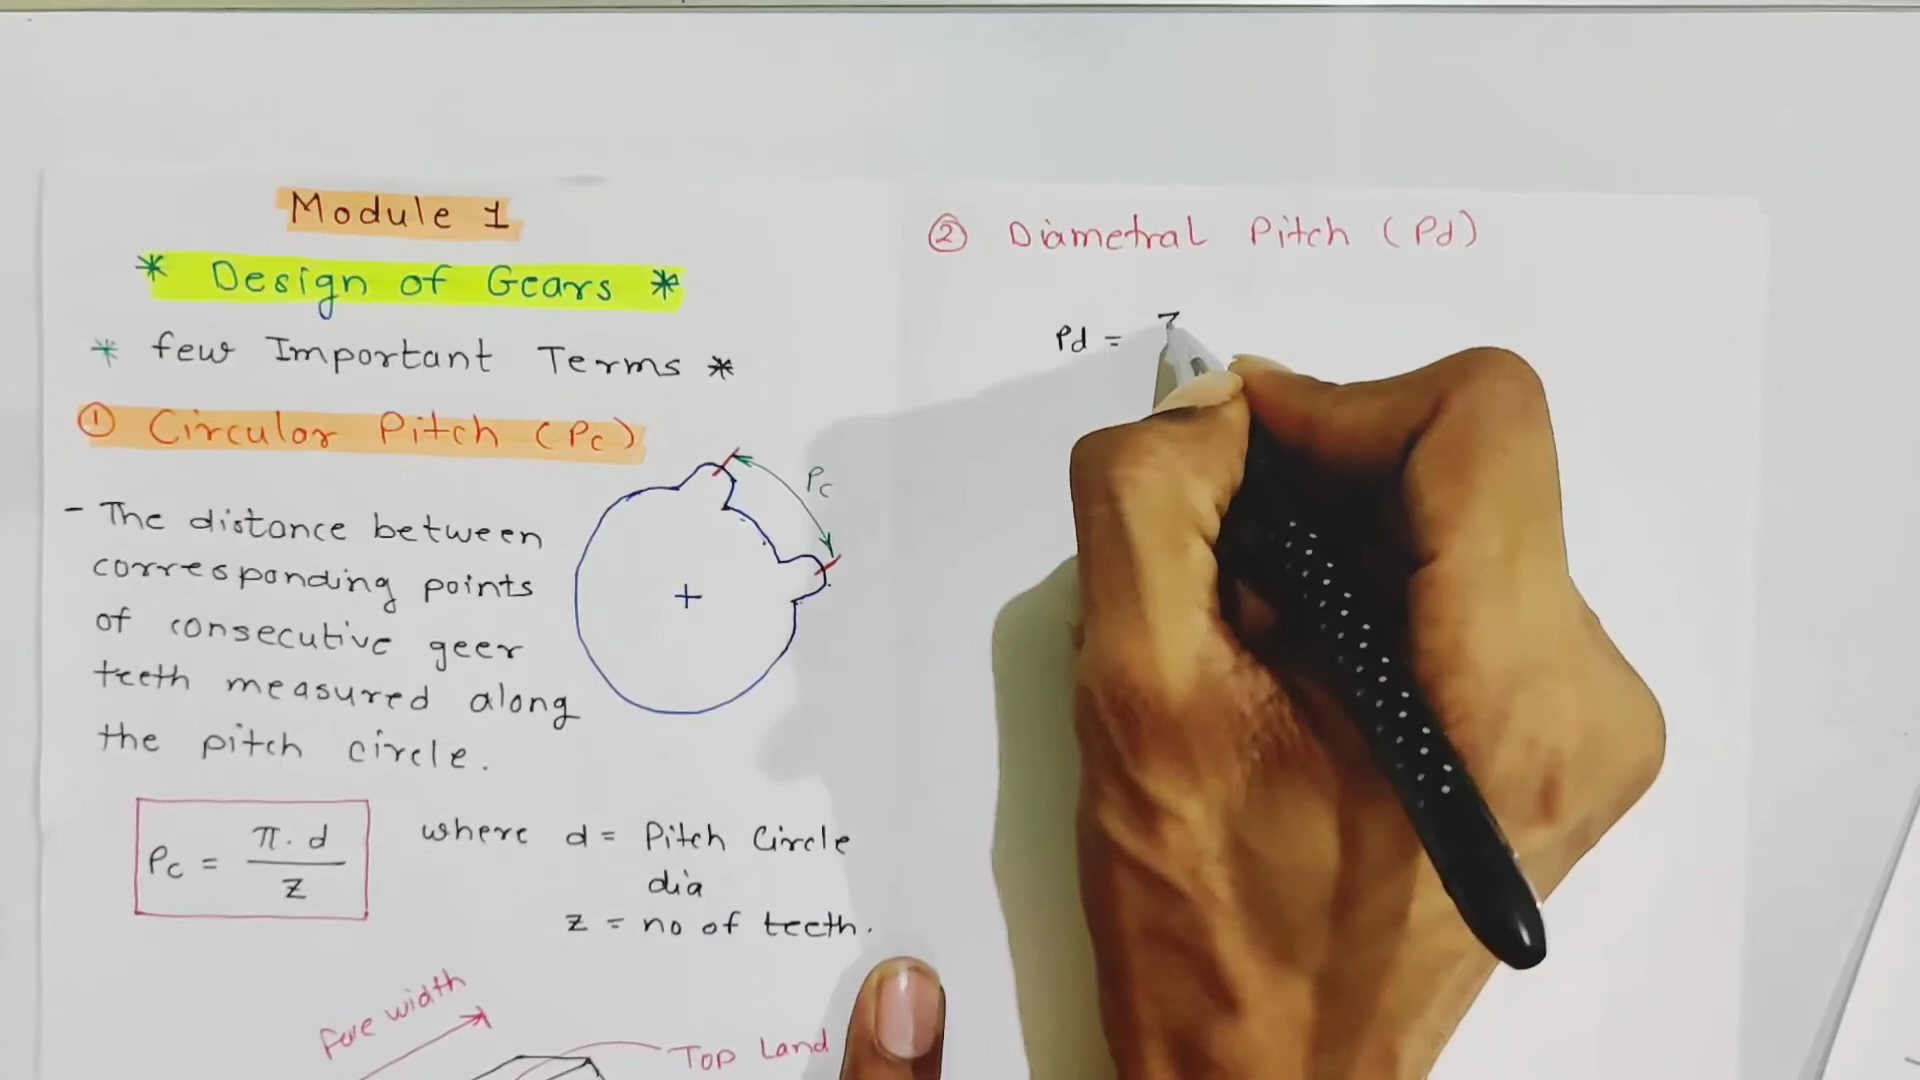 Module 1
* Design of Gears *
* few Important Terms *
① Circular Pitch (Pc)
Pc
- The distance between
corresponding points
of consecutive geer
teeth measured along
the pitch circle.
Pc = π. d / Z
where d = Pitch Circle
dia
z = no of teeth.
Face width
Top Land
② Diametral Pitch (Pd)
Pd = Z